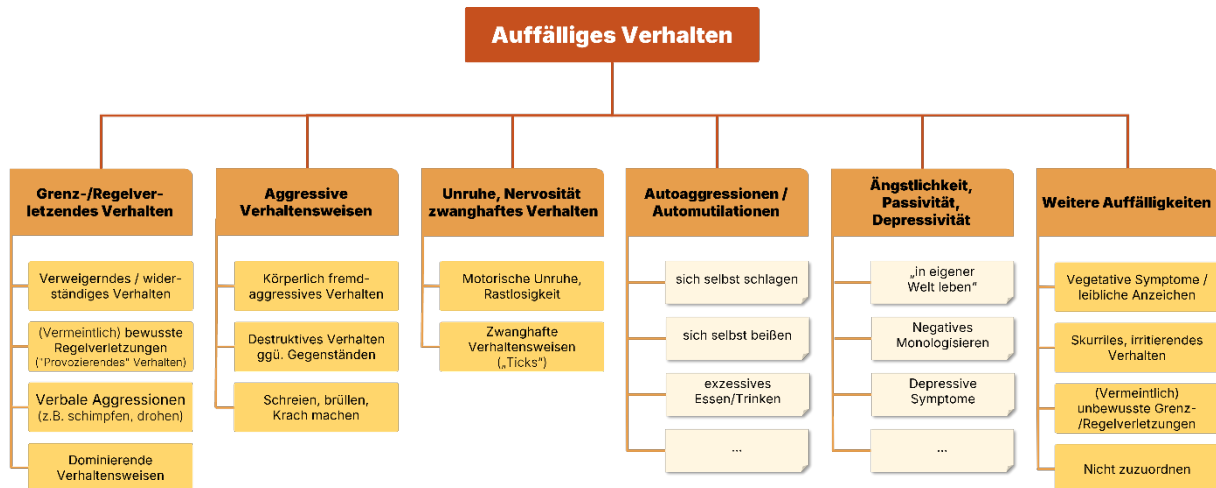 Auffälliges Verhalten
Grenz-/Regelver-
letzendes Verhalten
Verweigerndes / wider-
ständiges Verhalten
(Vermeintlich) bewusste
Regelverletzungen
("Provozierendes" Verhalten)
Verbale Aggressionen
(z.B. schimpfen, drohen)
Dominierende
Verhaltensweisen
Aggressive
Verhaltensweisen
Körperlich fremd-
aggressives Verhalten
Destruktives Verhalten
ggü. Gegenständen
Schreien, brüllen,
Krach machen
Unruhe, Nervosität
zwanghaftes Verhalten
Motorische Unruhe,
Rastlosigkeit
Zwanghafte
Verhaltensweisen
(„Ticks“)
Autoaggressionen /
Automutilationen
sich selbst schlagen
sich selbst beißen
exzessives
Essen/Trinken
...
Ängstlichkeit,
Passivität,
Depressivität
„in eigener
Welt leben“
Negatives
Monologisieren
Depressive
Symptome
...
Weitere Auffälligkeiten
Vegetative Symptome /
leibliche Anzeichen
Skurriles, irritierendes
Verhalten
(Vermeintlich)
unbewusste Grenz-
/Regelverletzungen
Nicht zuzuordnen